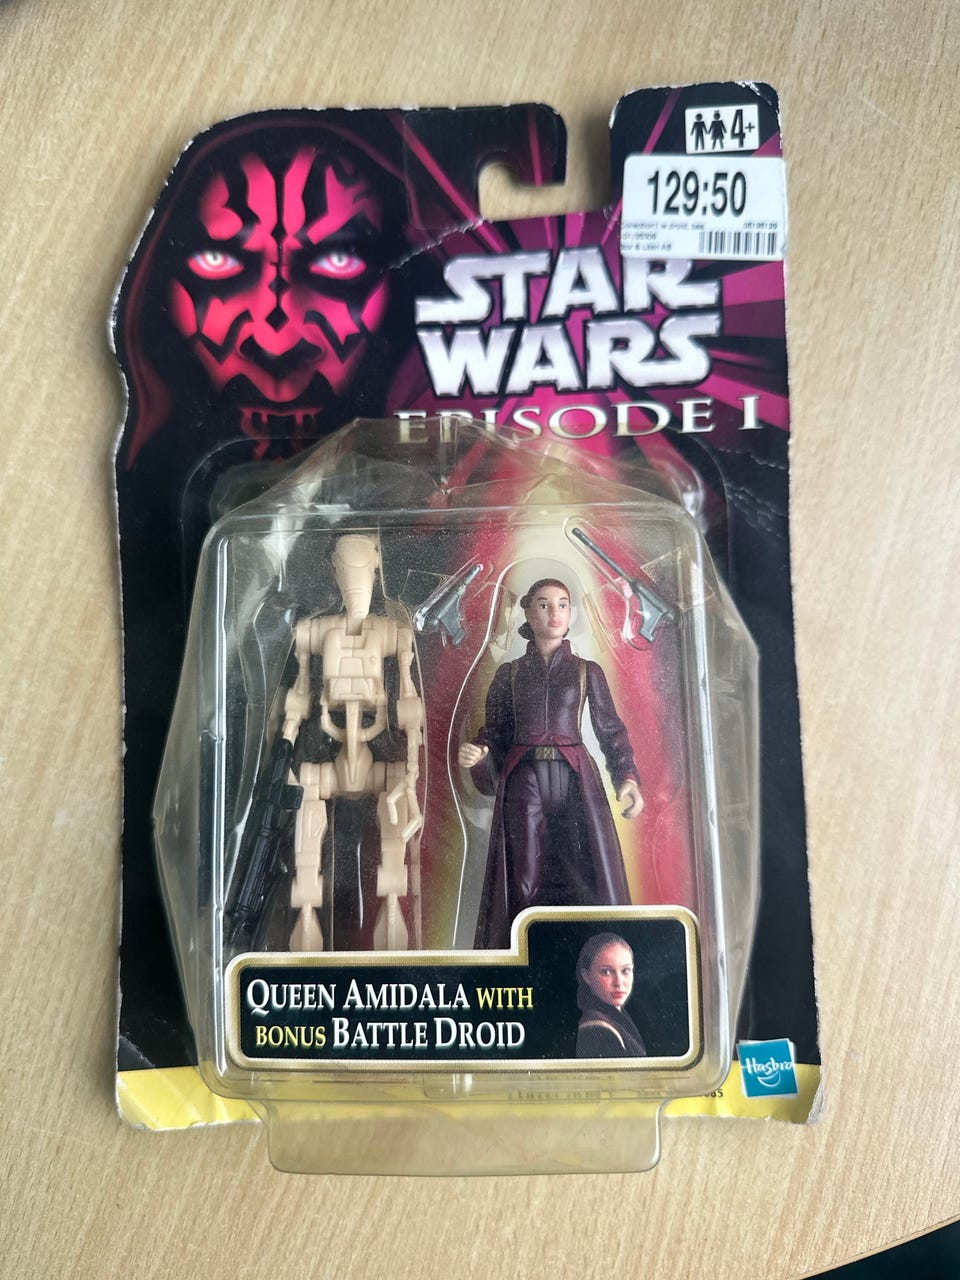 4+
129:50
STAR
WARS
EPISODE I
QUEEN AMIDALA WITH
BONUS BATTLE DROID
Hasbro